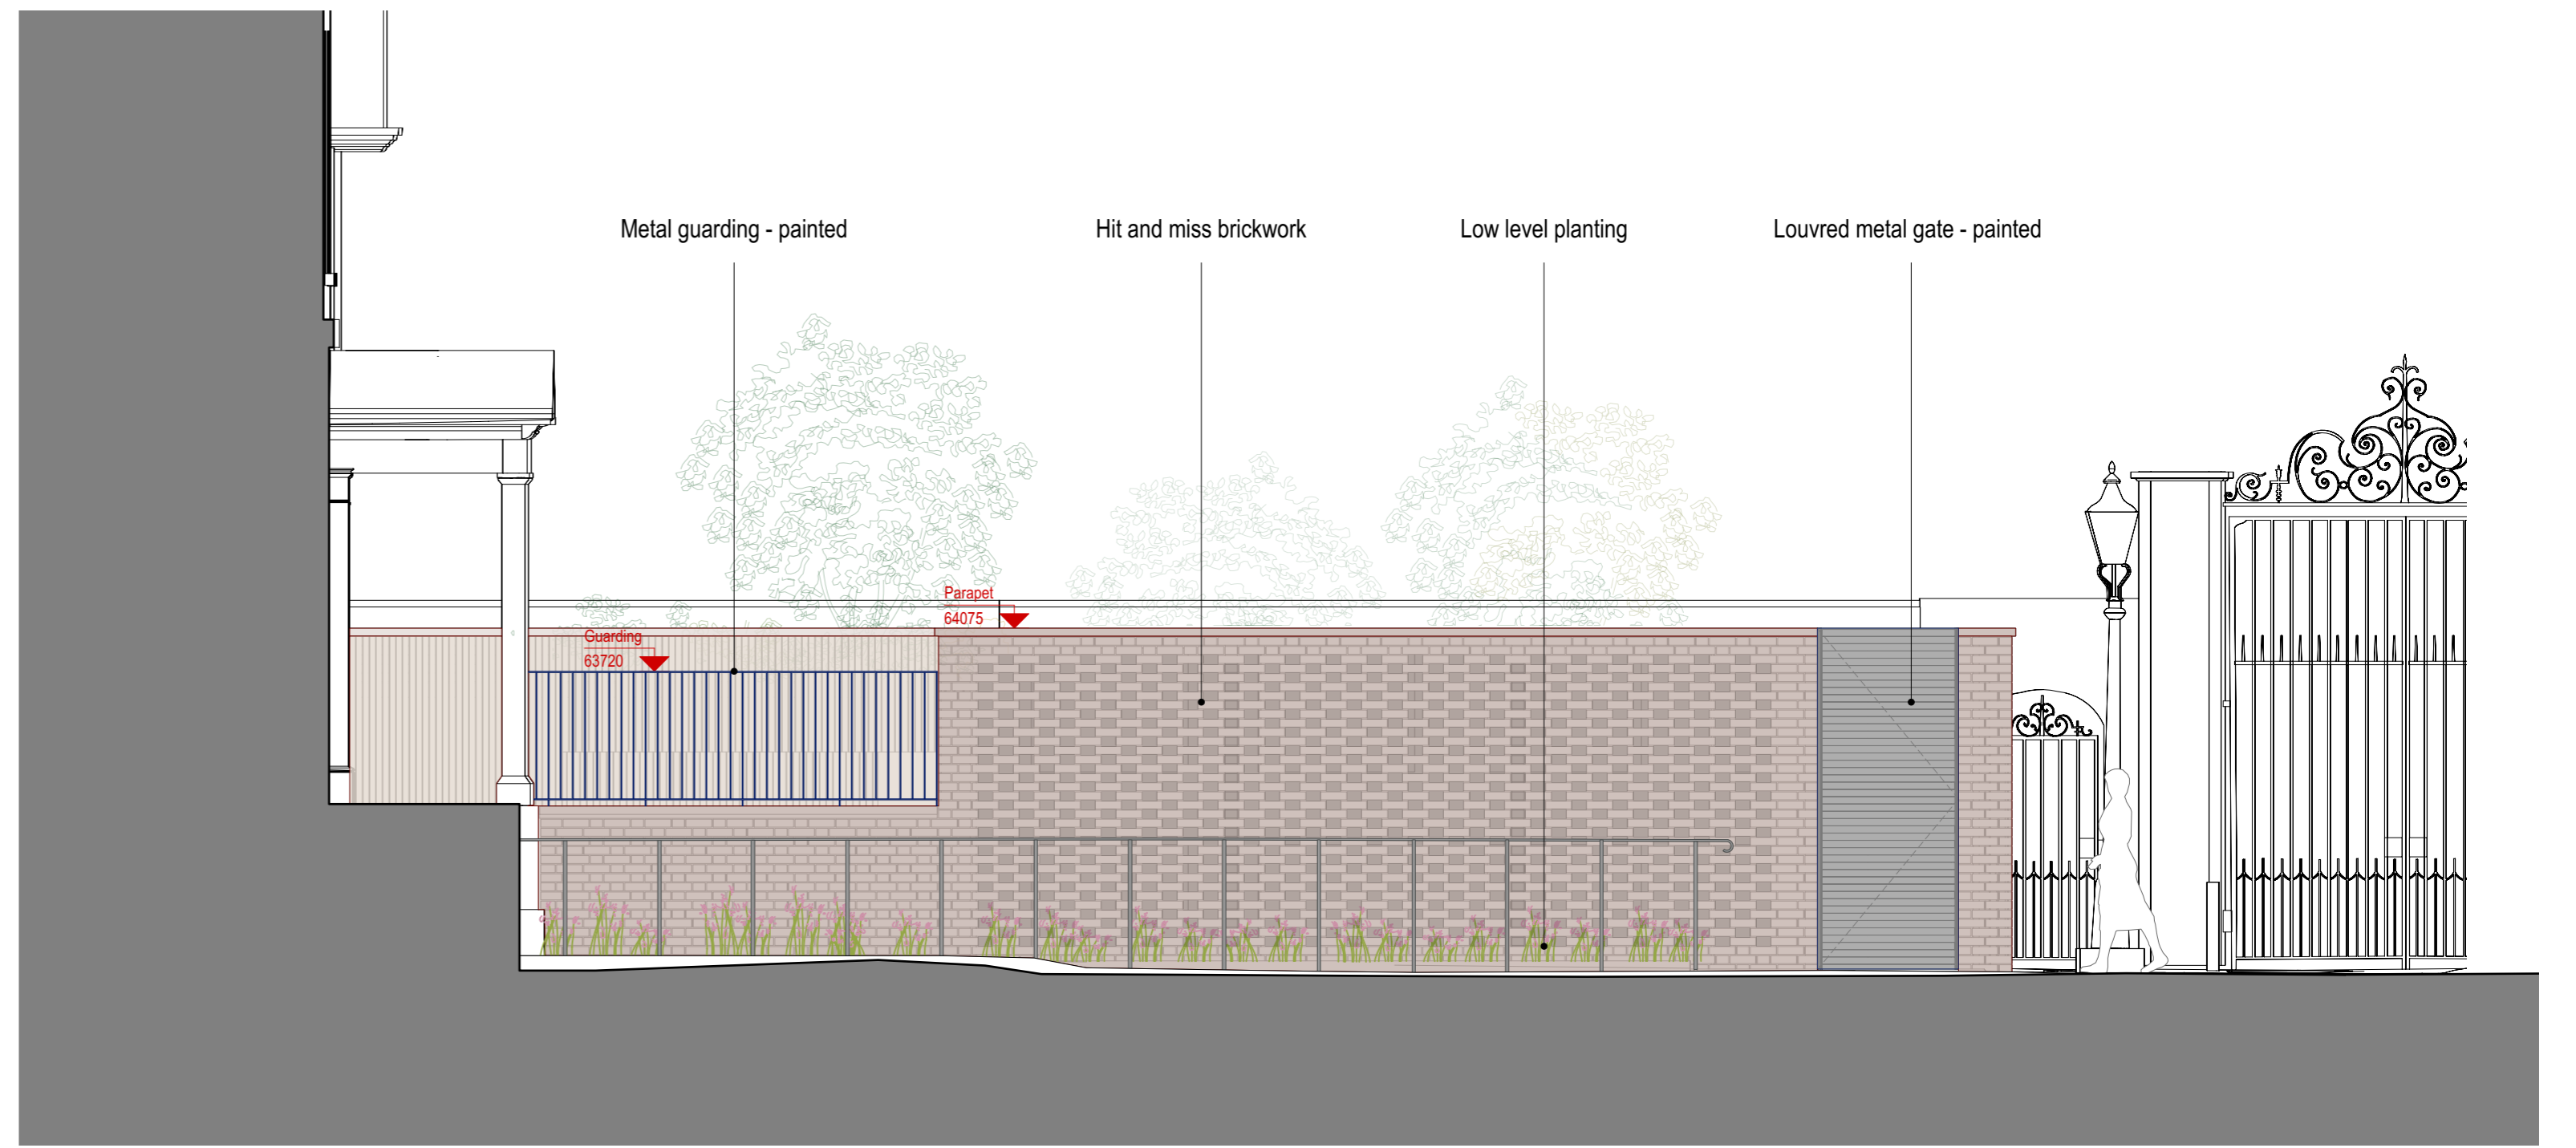 Metal guarding - painted
Hit and miss brickwork
Low level planting
Louvred metal gate - painted
Parapet
64075
Guarding
63720